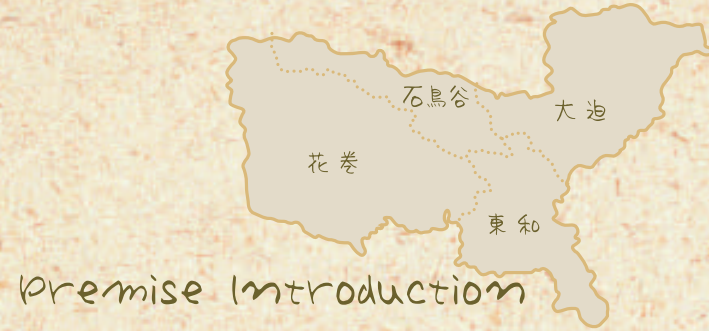 石鳥谷
大迫
花巻
東和
Premise Introduction